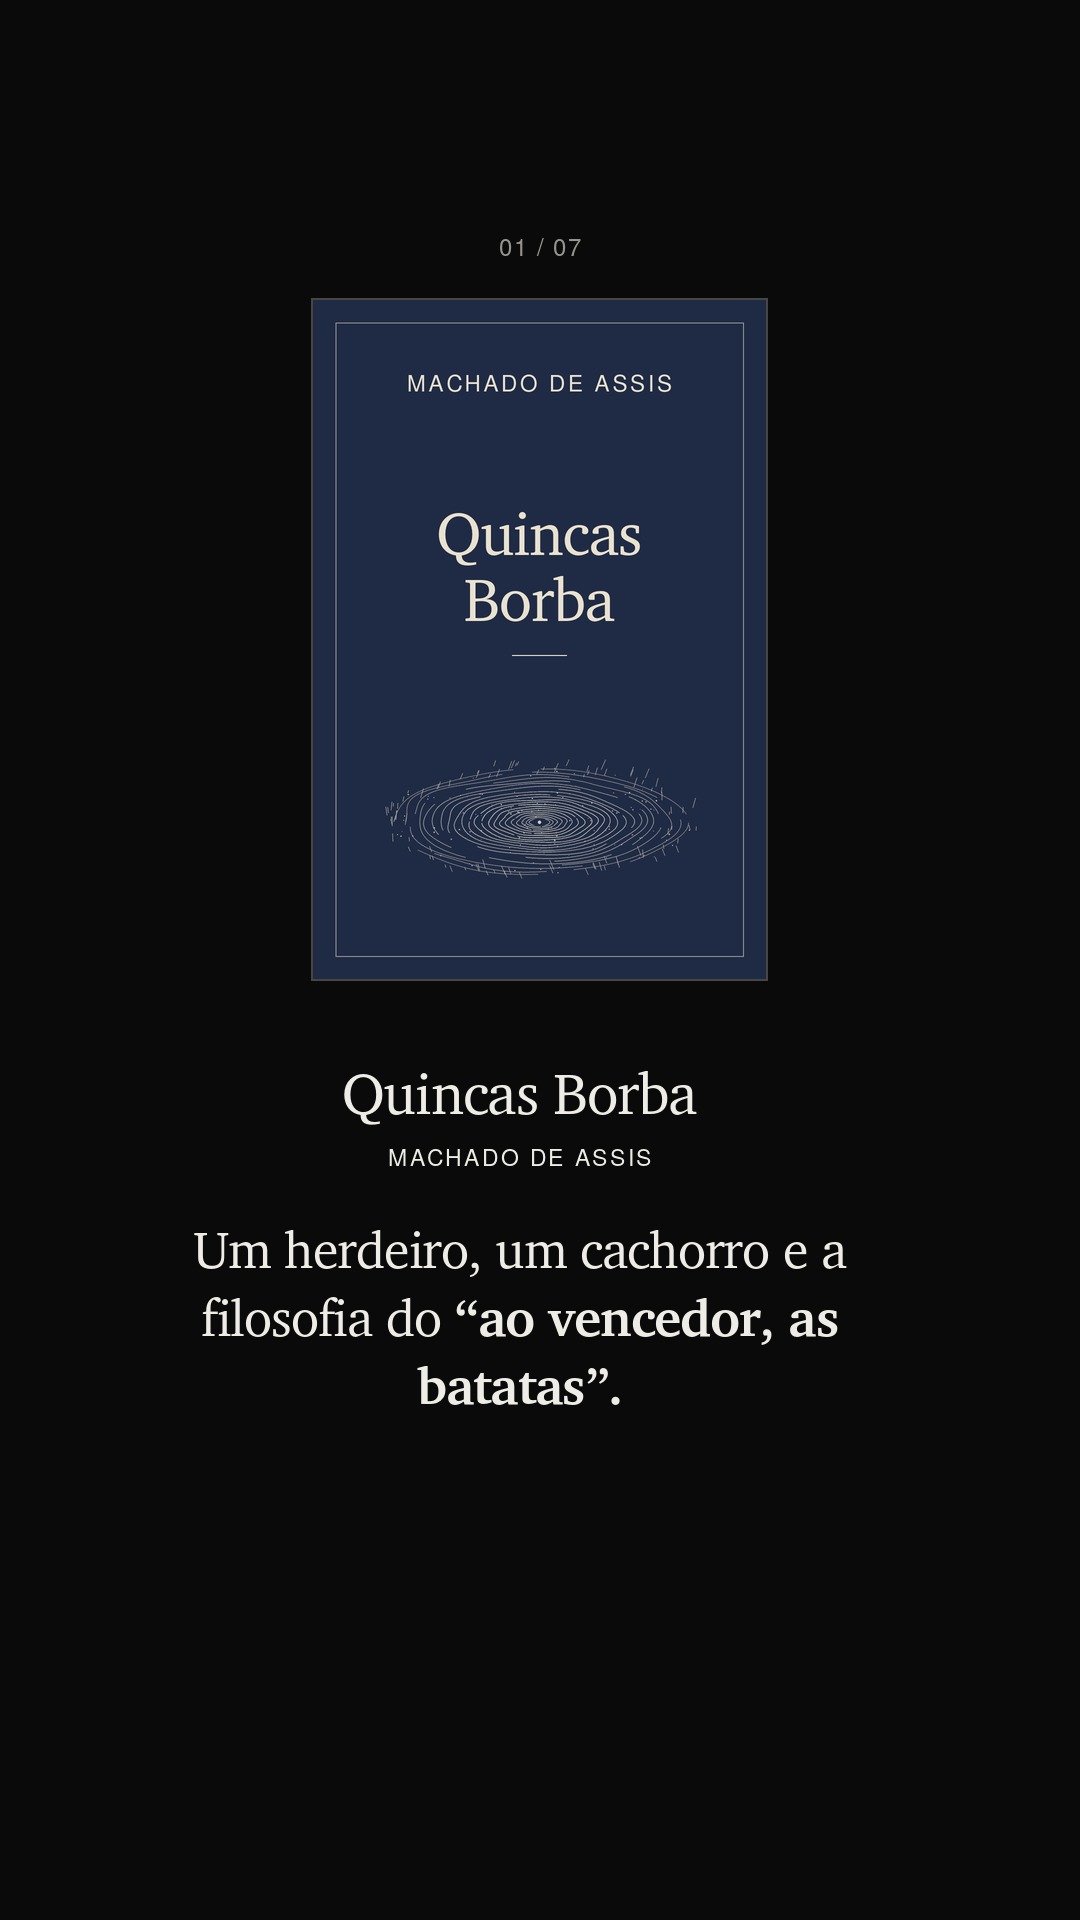 01 / 07
MACHADO DE ASSIS
Quincas
Borba
Quincas Borba
MACHADO DE ASSIS
Um herdeiro, um cachorro e a
filosofia do “ao vencedor, as
batatas”.